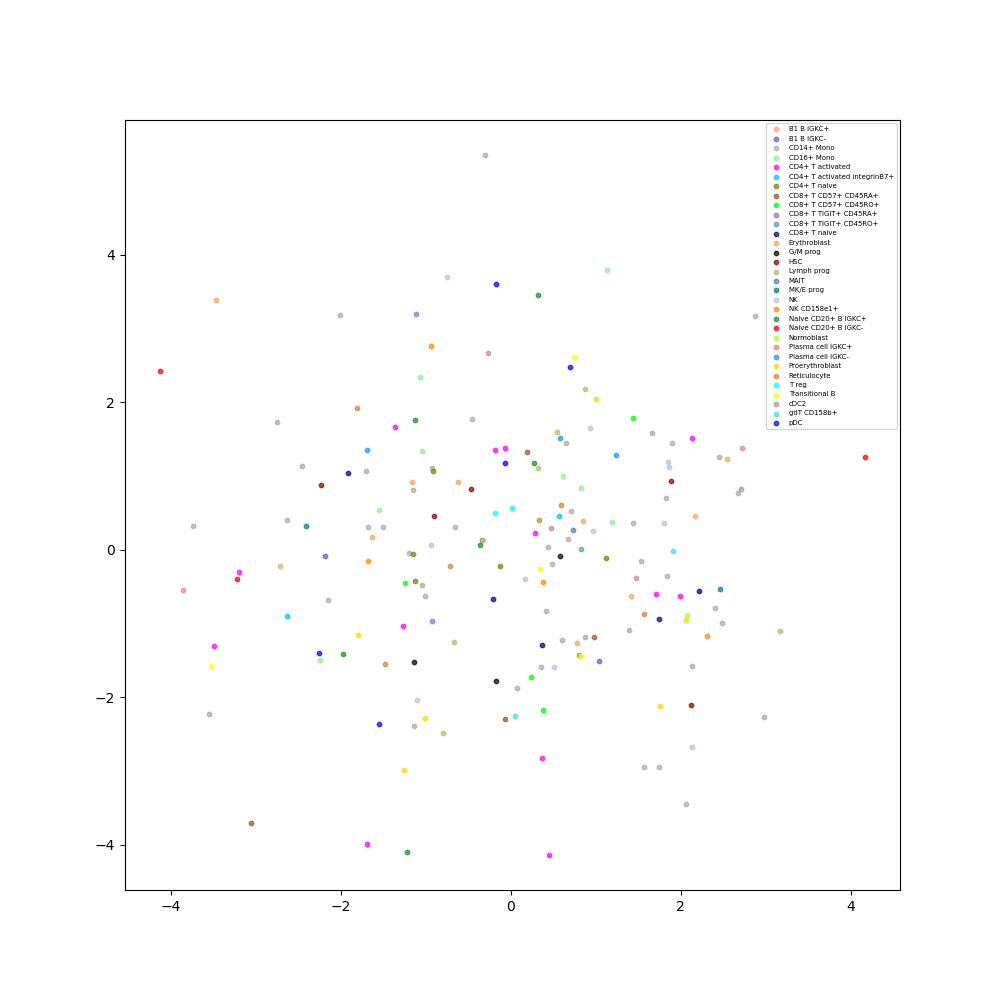 B1 B IGKC+
B1 B IGKC-
CD14+ Mono
CD16+ Mono
CD4+ T activated
CD4+ T activated integrinB7+
CD4+ T naive
CD8+ T CD57+ CD45RA+
CD8+ T CD57+ CD45RO+
CD8+ T TIGIT+ CD45RA+
CD8+ T TIGIT+ CD45RO+
CD8+ T naive
Erythroblast
G/M prog
HSC
Lymph prog
MAIT
MK/E prog
NK
NK CD158e1+
Naive CD20+ B IGKC+
Naive CD20+ B IGKC-
Normoblast
Plasma cell IGKC+
Plasma cell IGKC-
Proerythroblast
Reticulocyte
T reg
Transitional B
cDC2
gdT CD158b+
pDC
4
2
0
−2
−4
−4 −2 0 2 4